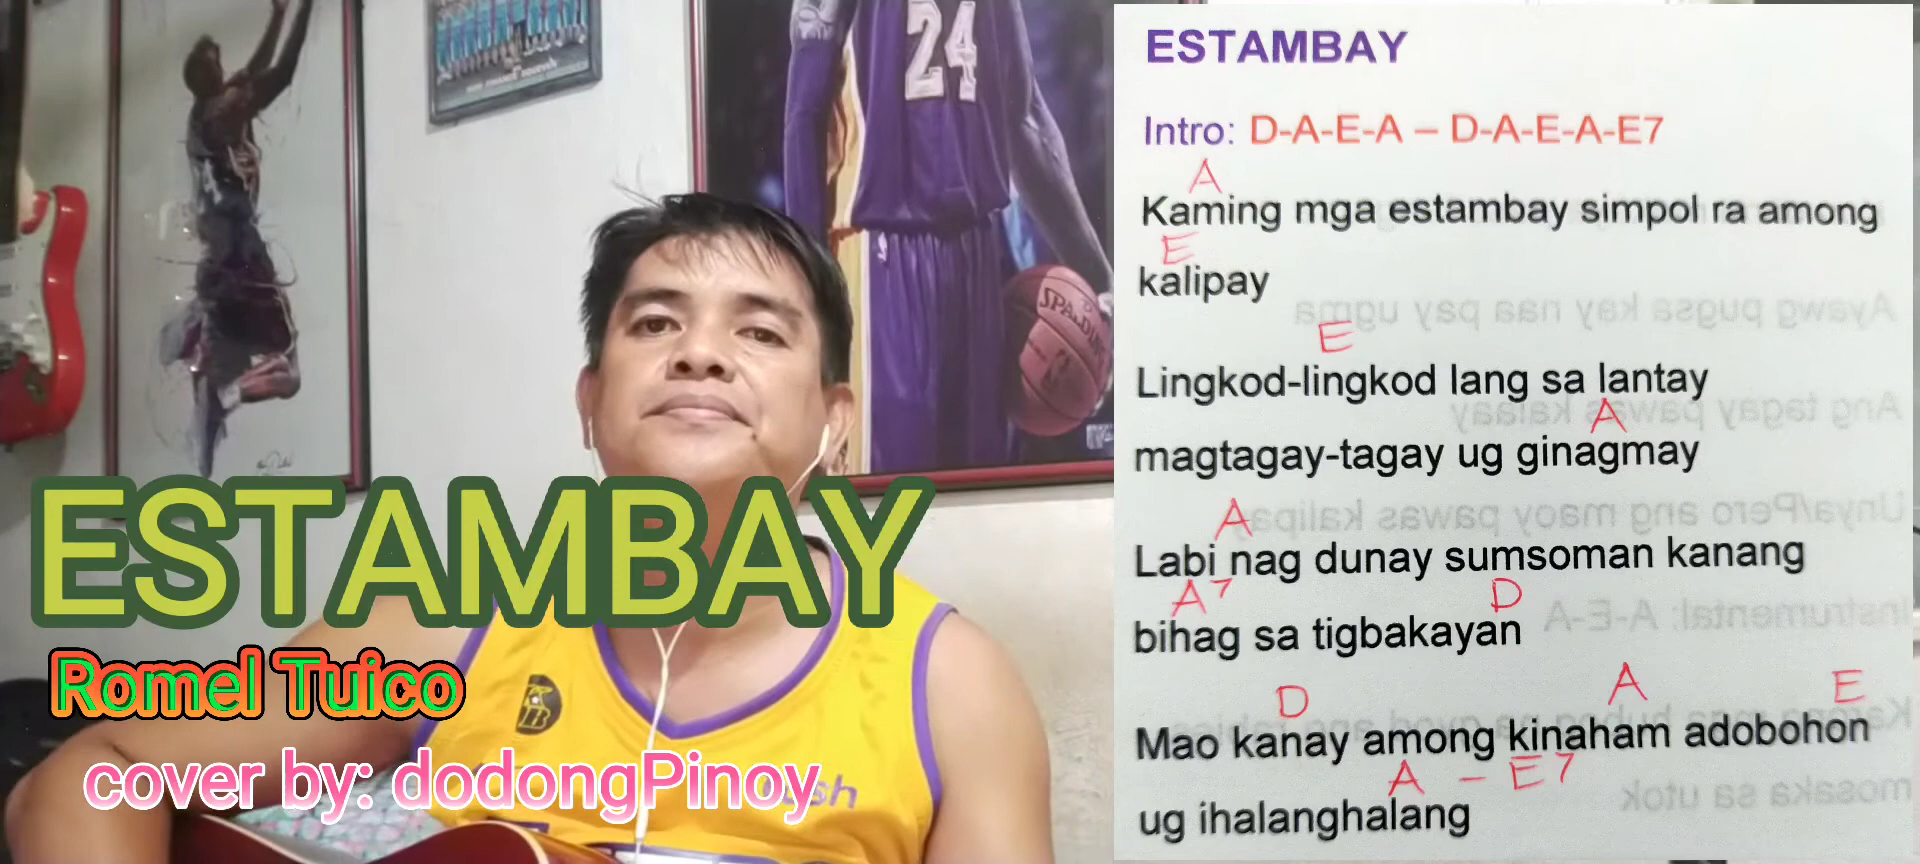 24
SPALDING
ESTAMBAY
Romel Tuico
cover by: dodongPinoy
ESTAMBAY
Intro: D-A-E-A – D-A-E-A-E7
A
Kaming mga estambay simpol ra among
E
kalipay
E
Lingkod-lingkod lang sa lantay
A
magtagay-tagay ug ginagmay
A
Labi nag dunay sumsoman kanang
A7 D
bihag sa tigbakayan
D A E
Mao kanay among kinaham adobohon
A – E7
ug ihalanghalang